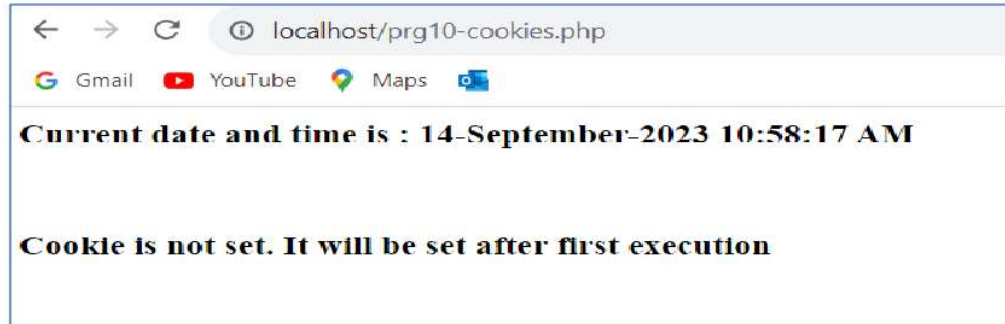 localhost/prg10-cookies.php
Gmail YouTube Maps
Current date and time is : 14-September-2023 10:58:17 AM
Cookie is not set. It will be set after first execution